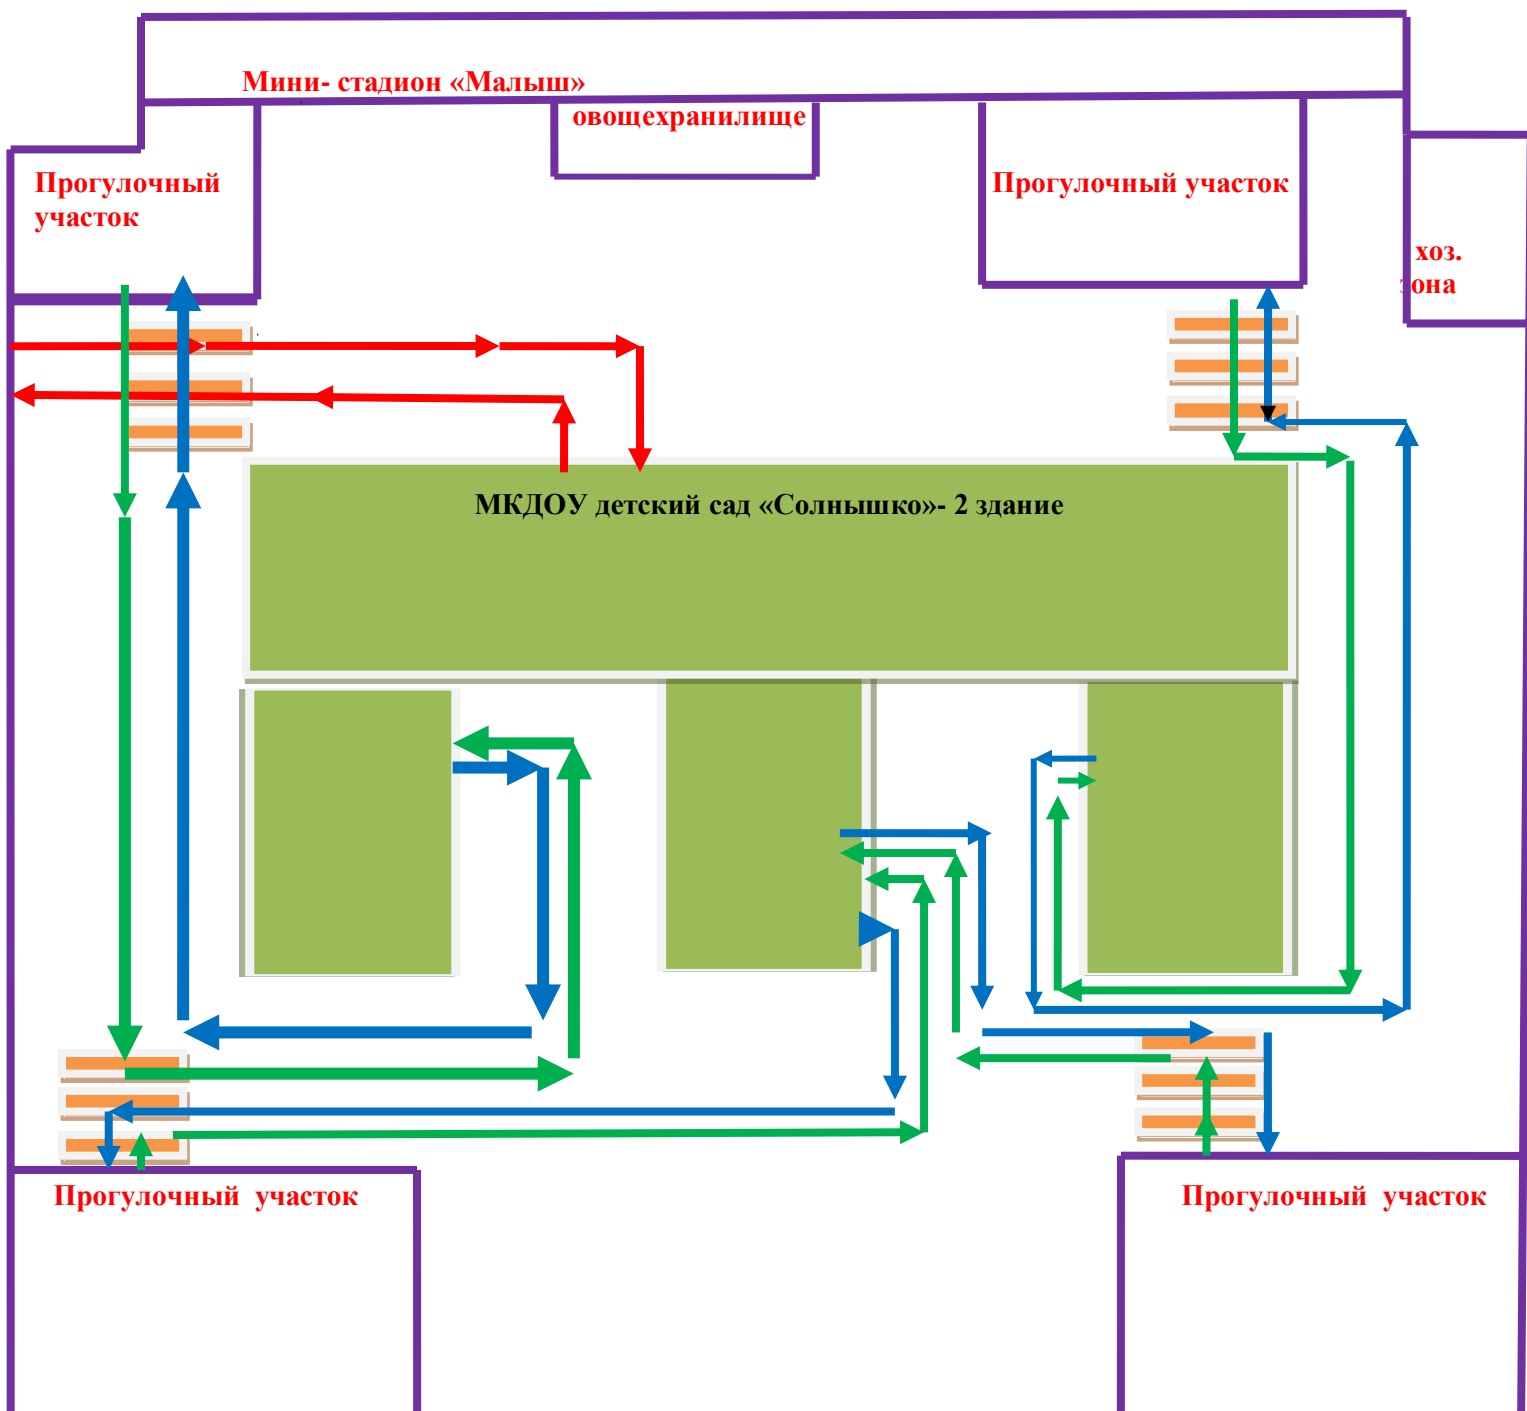 Мини- стадион «Малыш»
овощехранилище
Прогулочный
участок
Прогулочный участок
хоз.
зона
МКДОУ детский сад «Солнышко»- 2 здание
Прогулочный участок
Прогулочный участок